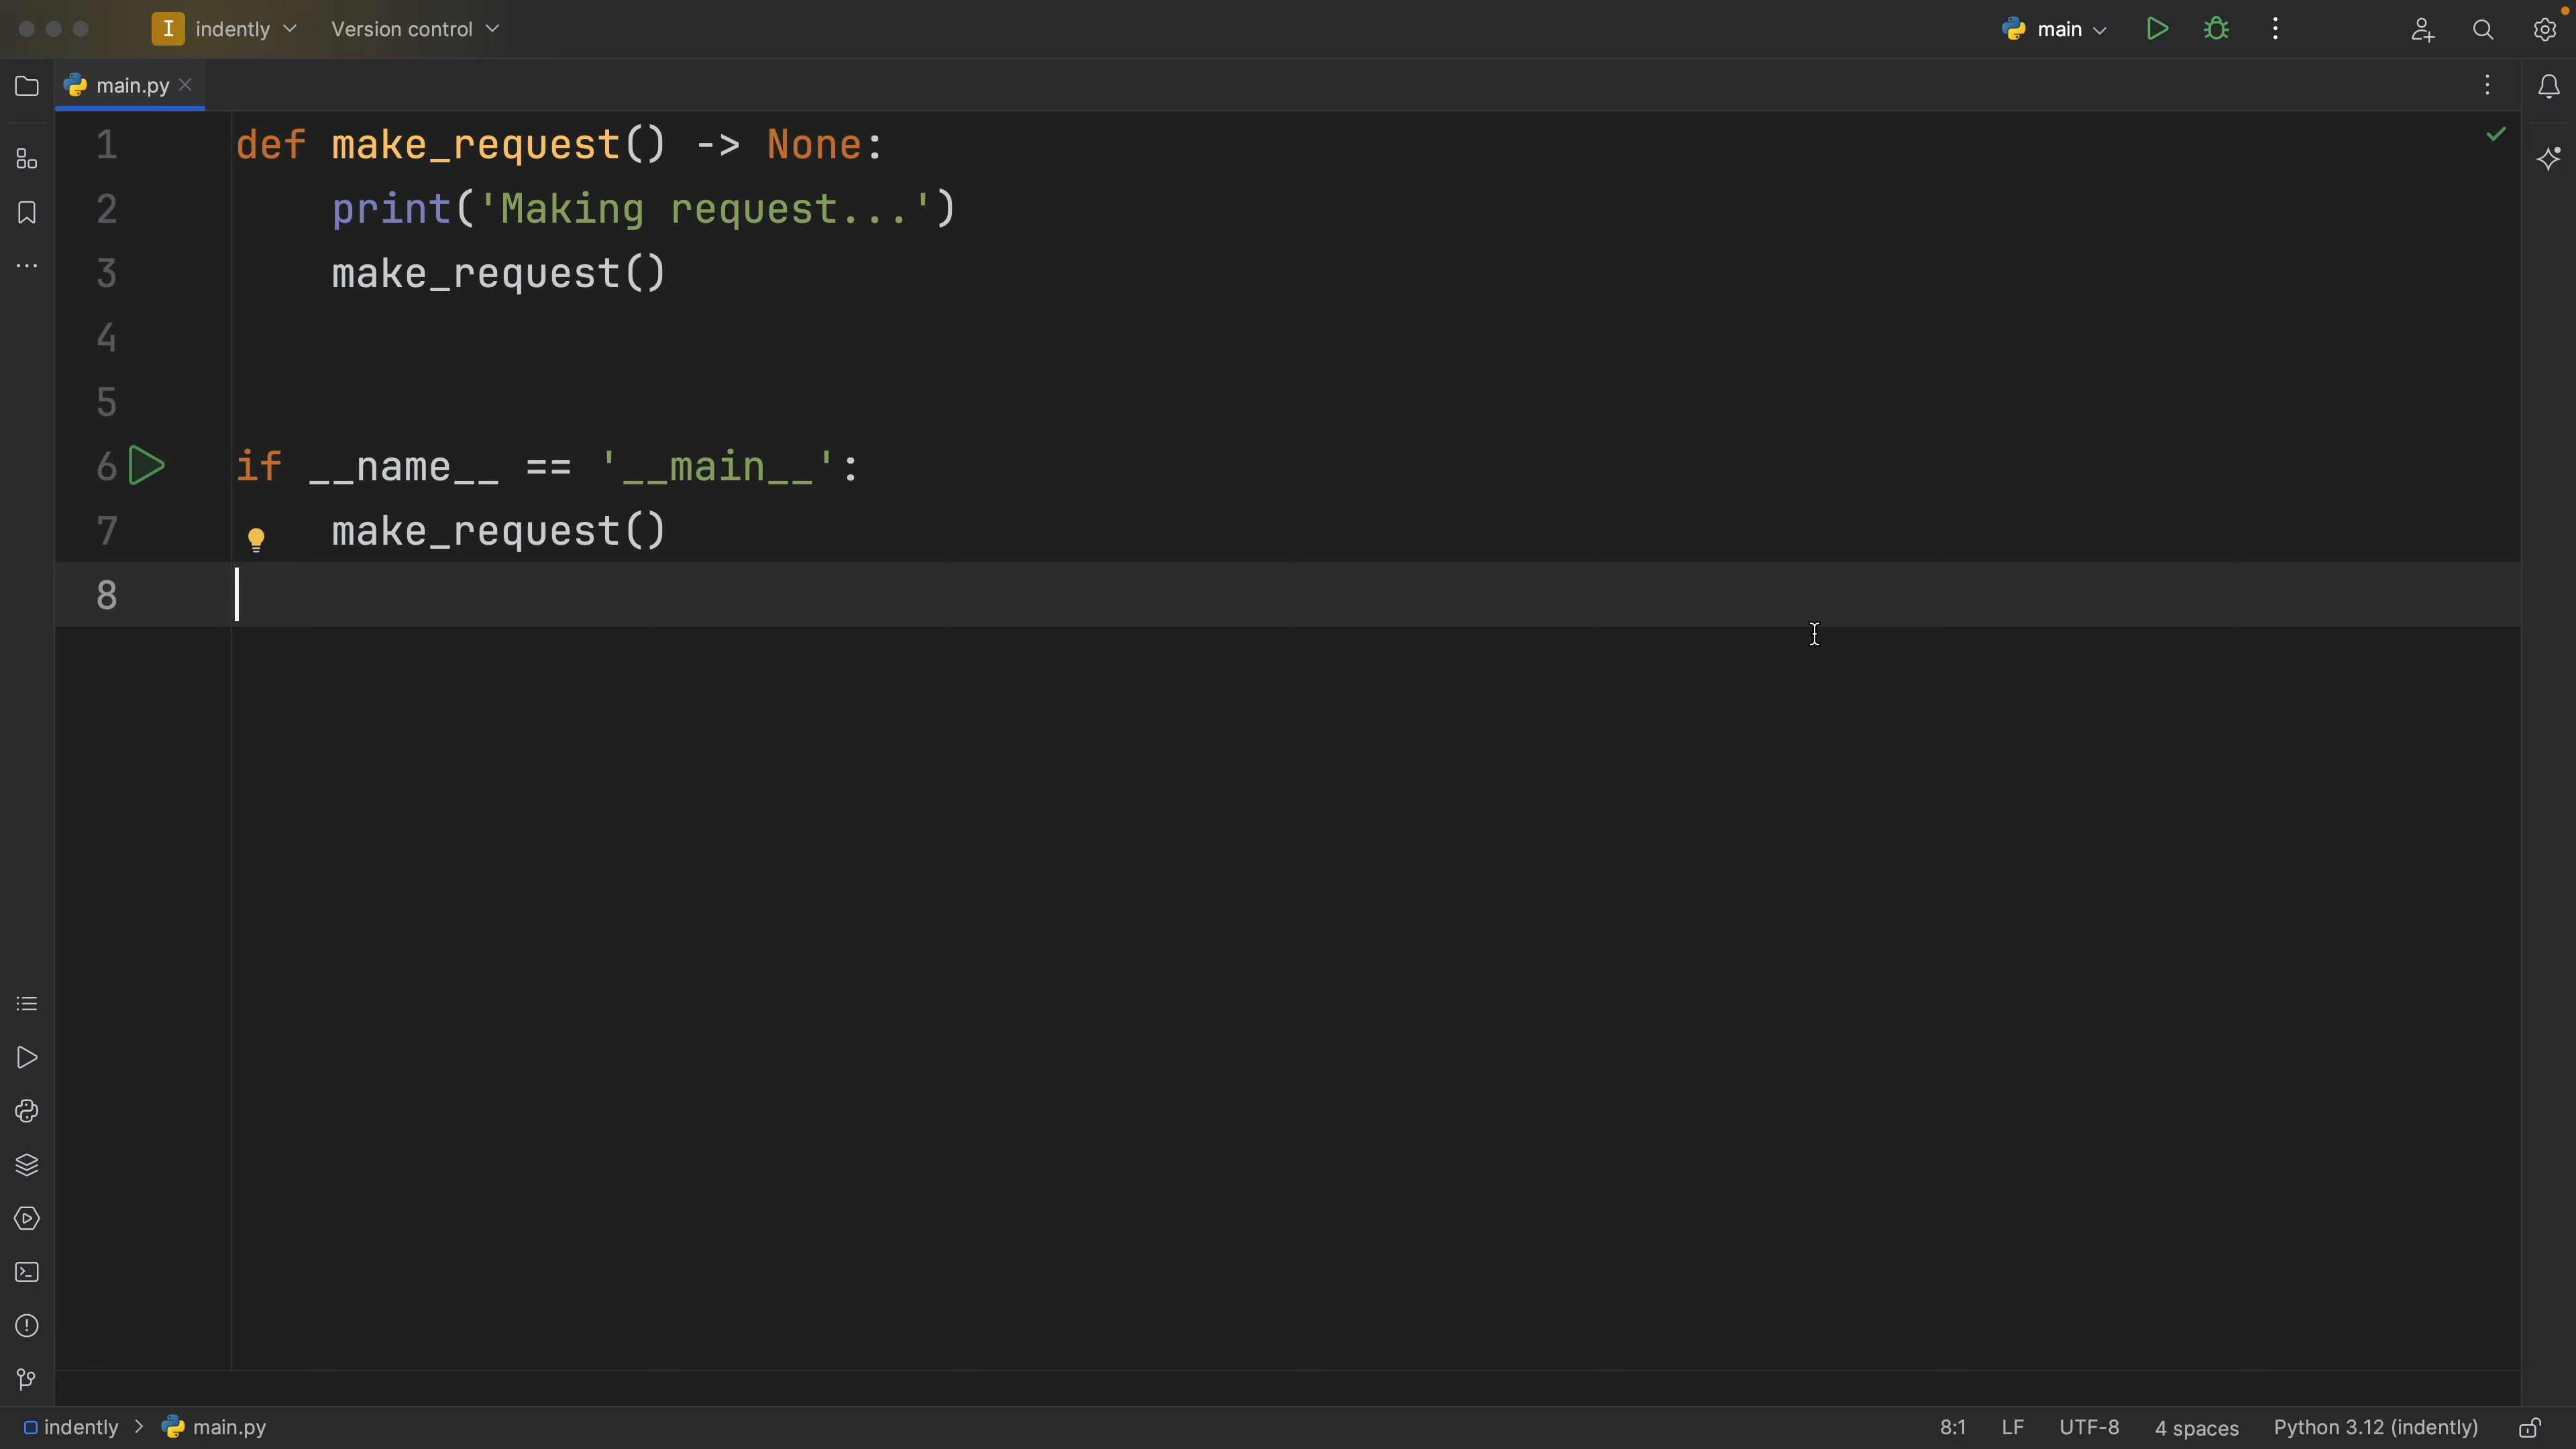 I indently Version control main
main.py
1 def make_request() -> None:
2     print('Making request...')
3     make_request()
4
5
6 if __name__ == '__main__':
7     make_request()
8
indently > main.py 8:1 LF UTF-8 4 spaces Python 3.12 (indently)